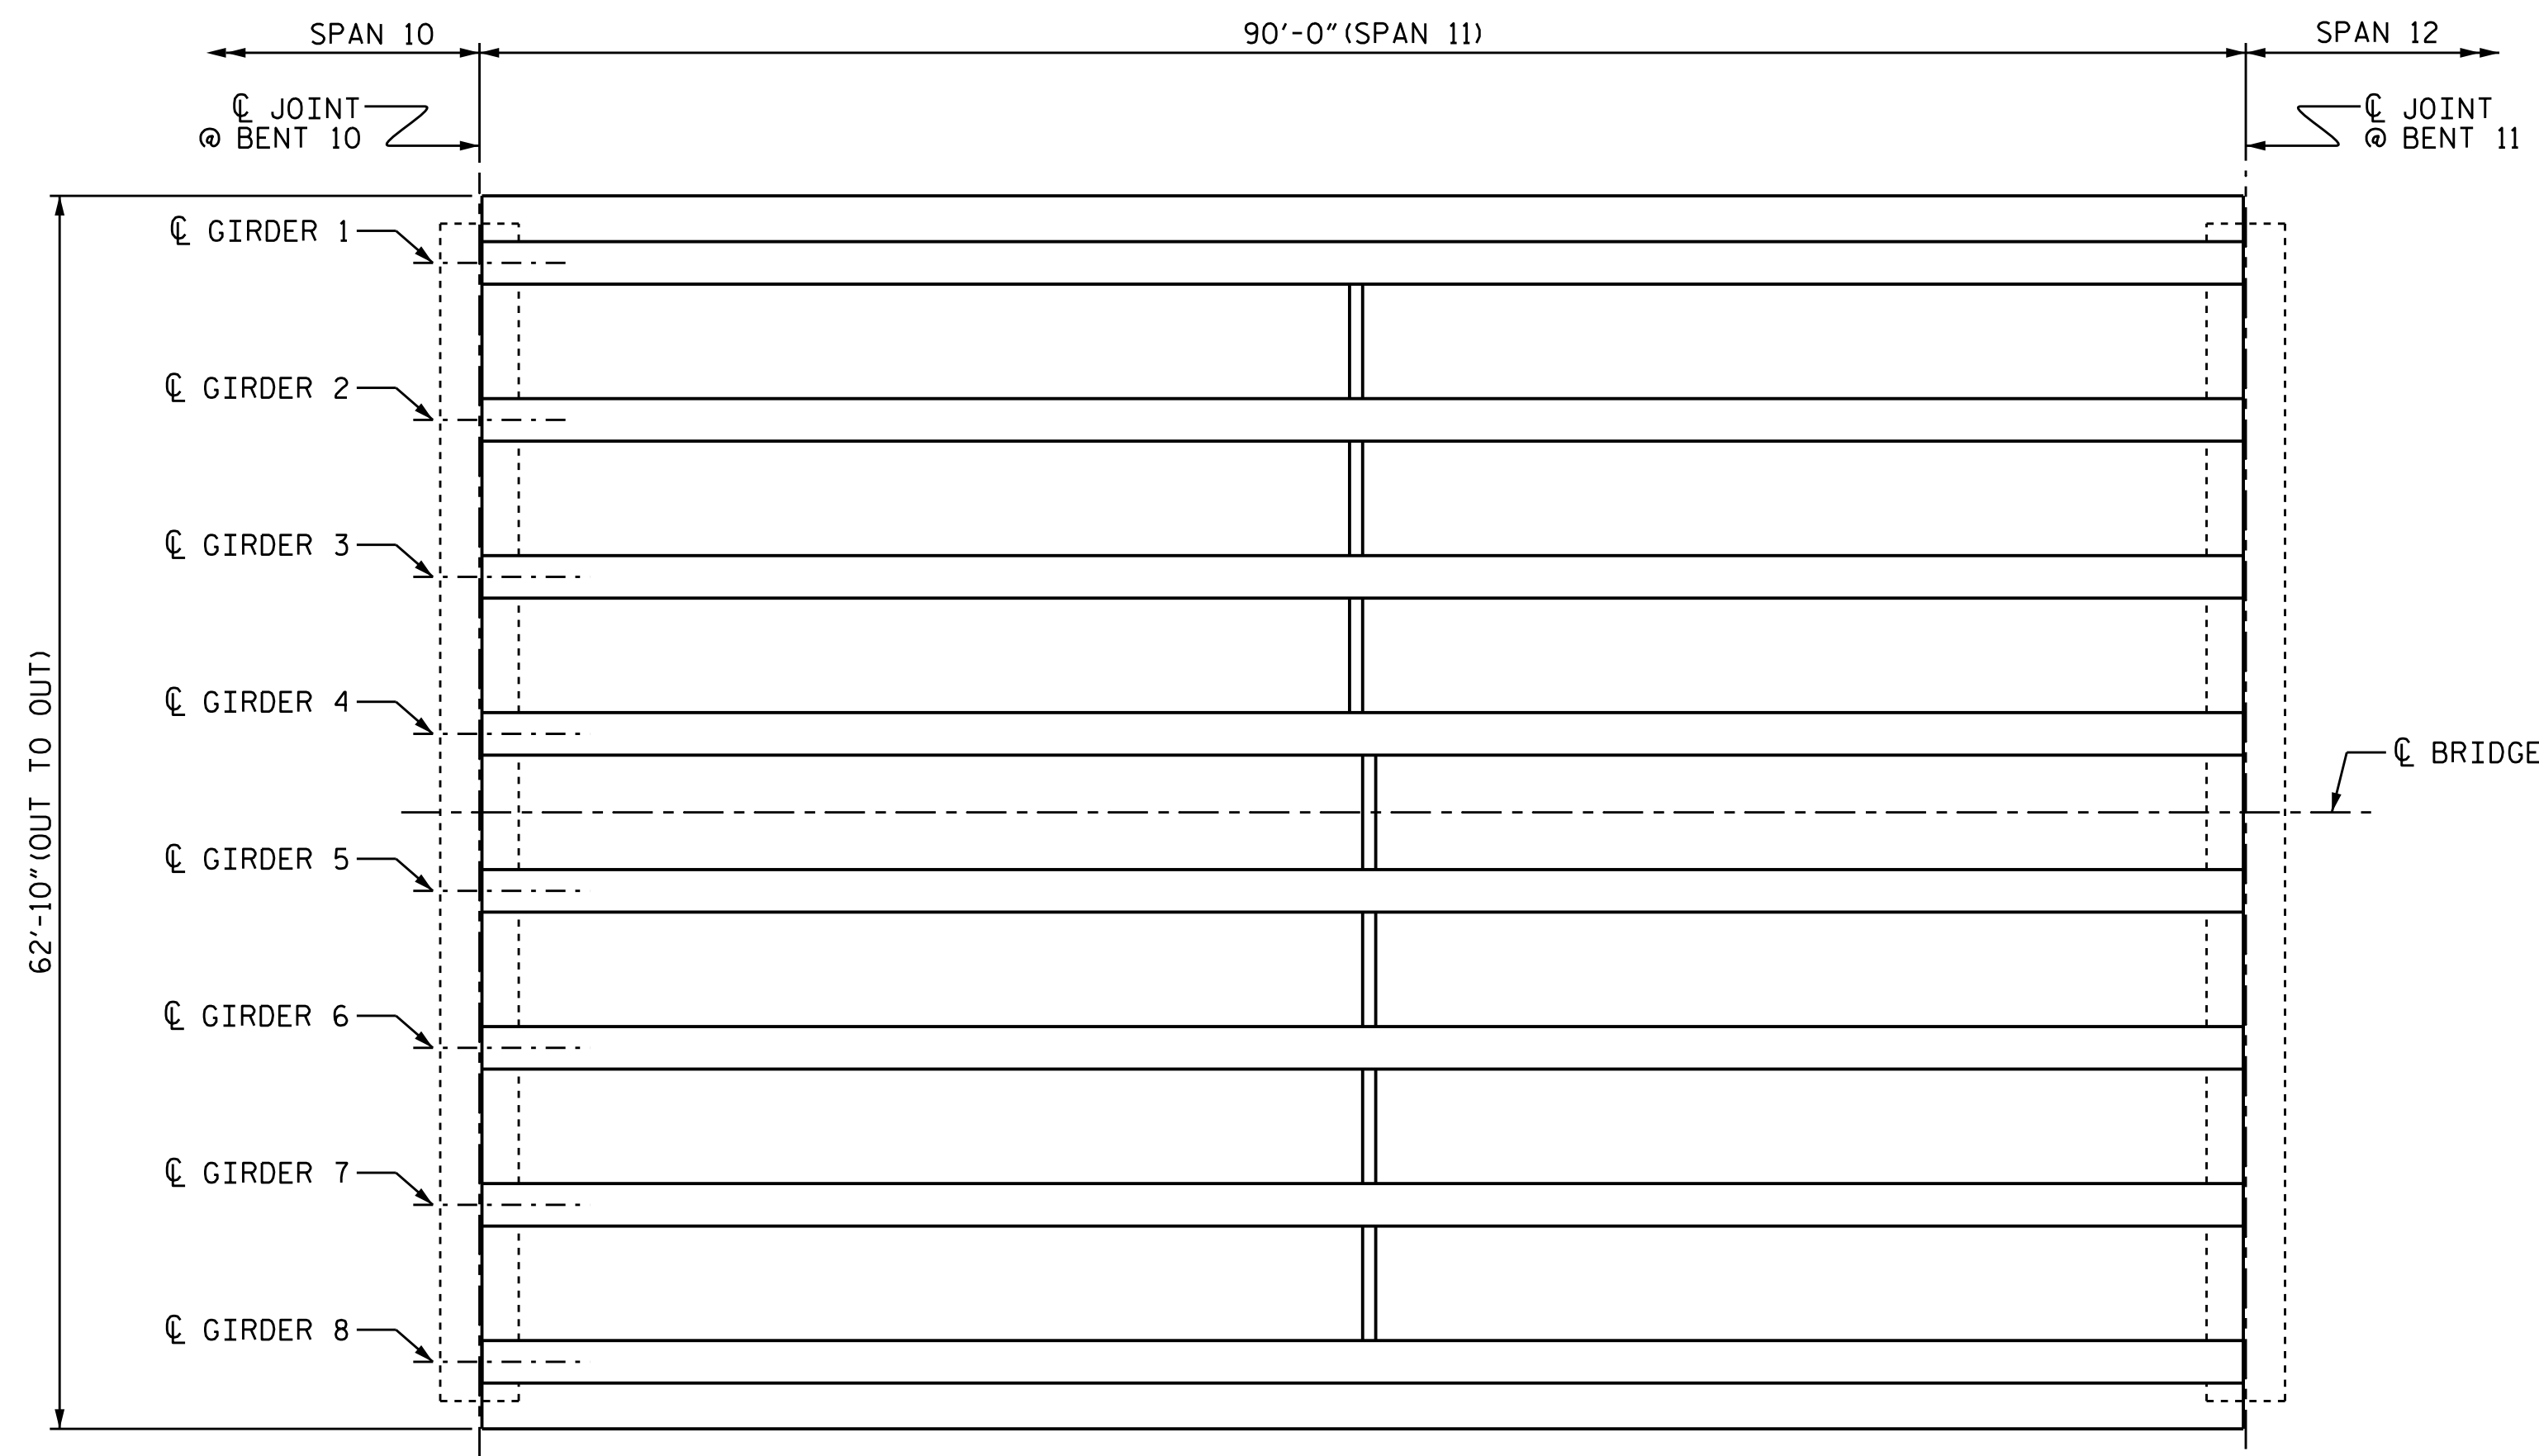 SPAN 10
90'-0"(SPAN 11)
SPAN 12
℄ JOINT
@ BENT 10
℄ JOINT
@ BENT 11
℄ GIRDER 1
℄ GIRDER 2
℄ GIRDER 3
℄ GIRDER 4
℄ BRIDGE
62'-10"(OUT TO OUT)
℄ GIRDER 5
℄ GIRDER 6
℄ GIRDER 7
℄ GIRDER 8